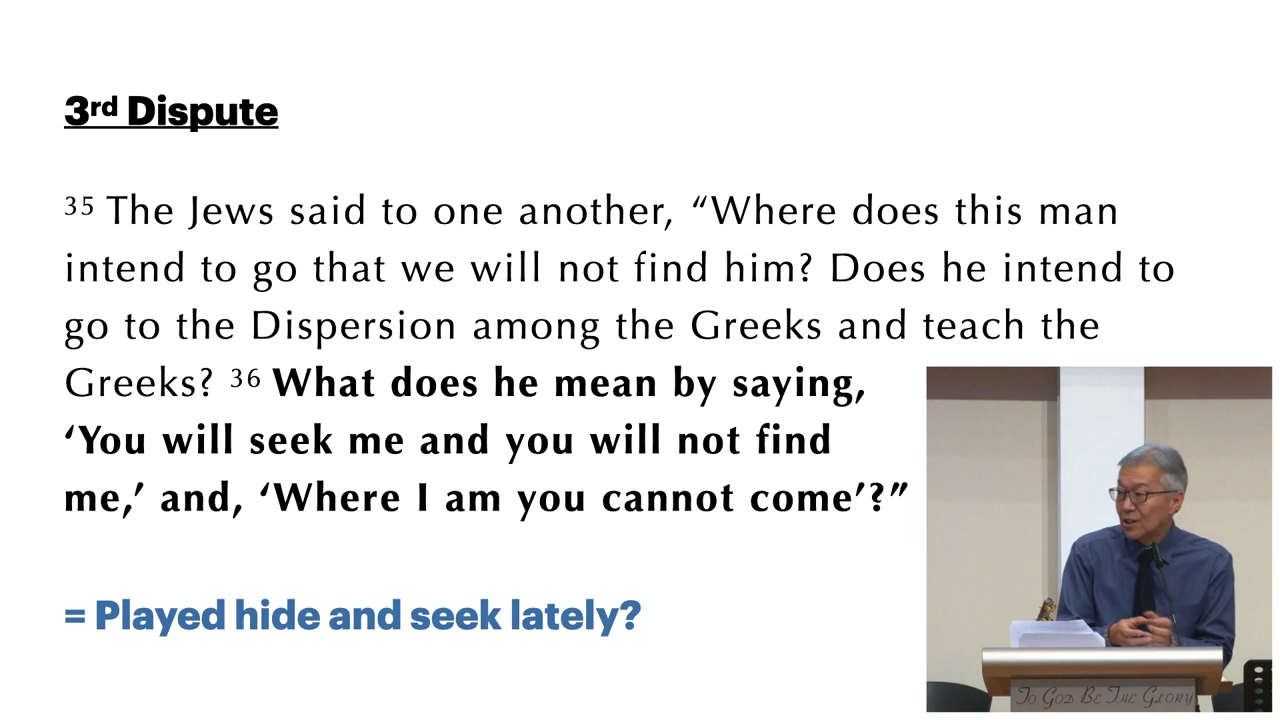 3rd Dispute
35 The Jews said to one another, “Where does this man
intend to go that we will not find him? Does he intend to
go to the Dispersion among the Greeks and teach the
Greeks? 36 What does he mean by saying,
‘You will seek me and you will not find
me,’ and, ‘Where I am you cannot come’?”
= Played hide and seek lately?
To God Be The Glory